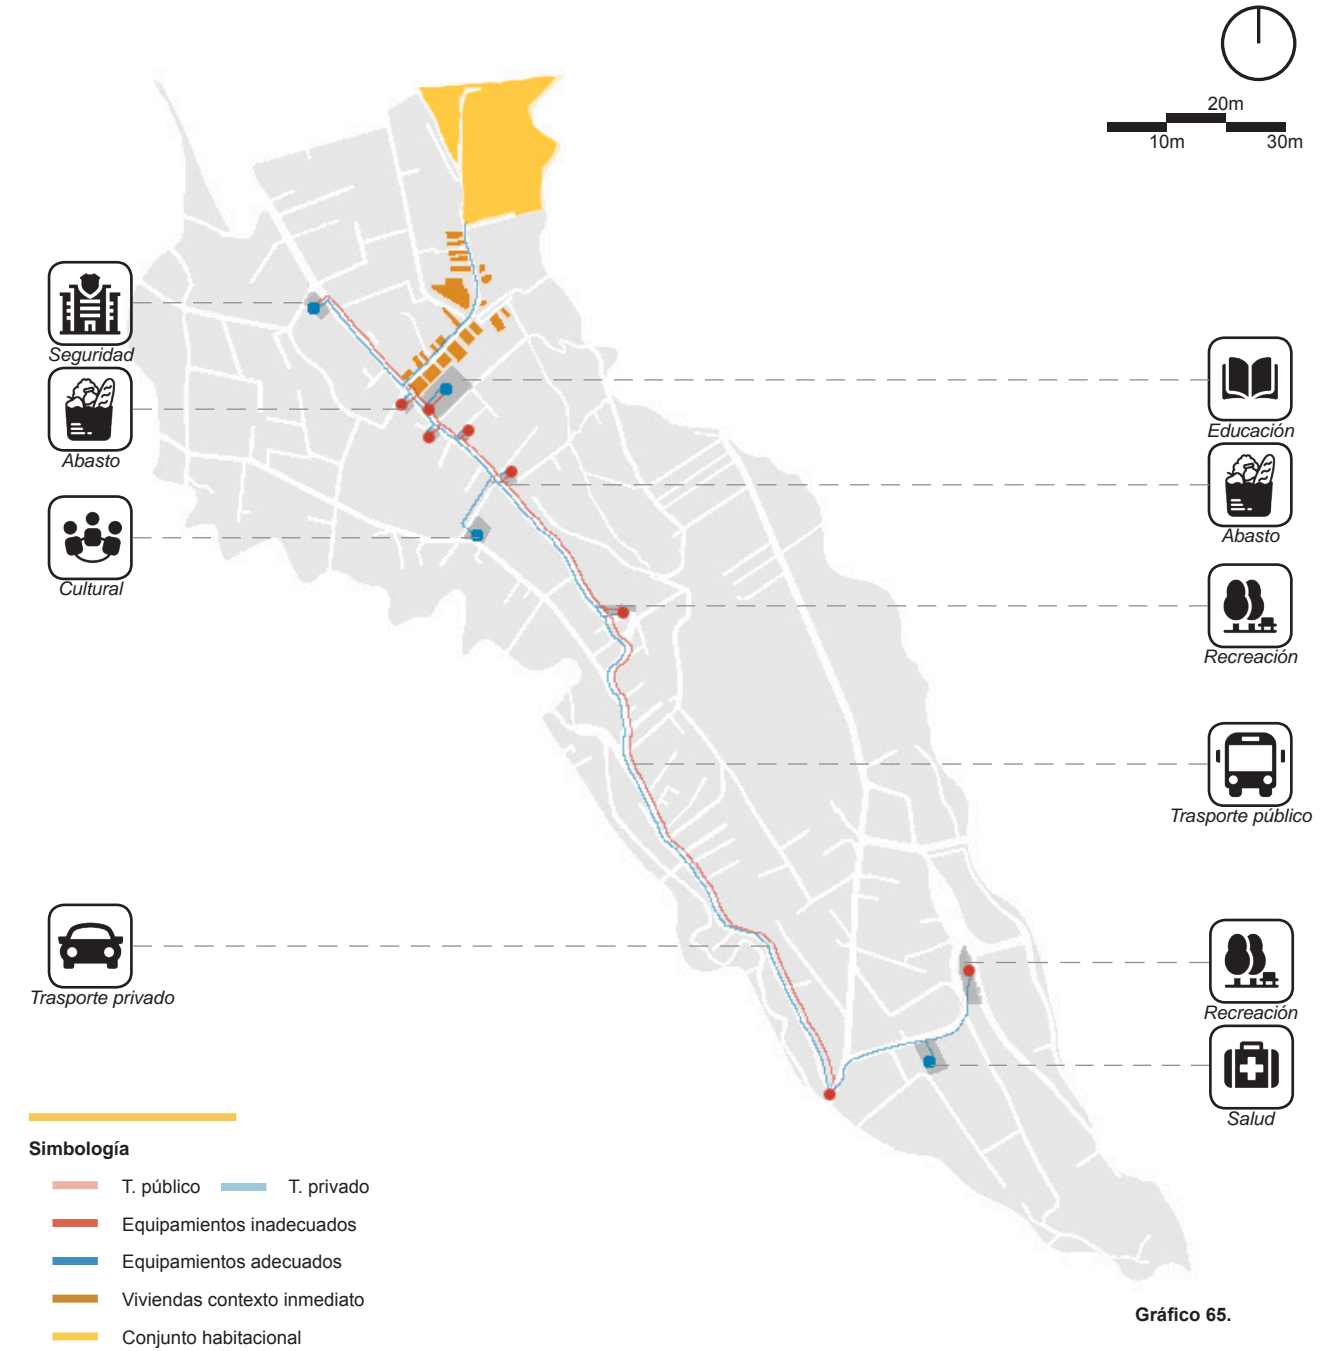 20m
10m
30m
Seguridad
Abasto
Cultural
Educación
Abasto
Recreación
Trasporte público
Trasporte privado
Recreación
Salud
Simbología
T. público
T. privado
Equipamientos inadecuados
Equipamientos adecuados
Viviendas contexto inmediato
Conjunto habitacional
Gráfico 65.